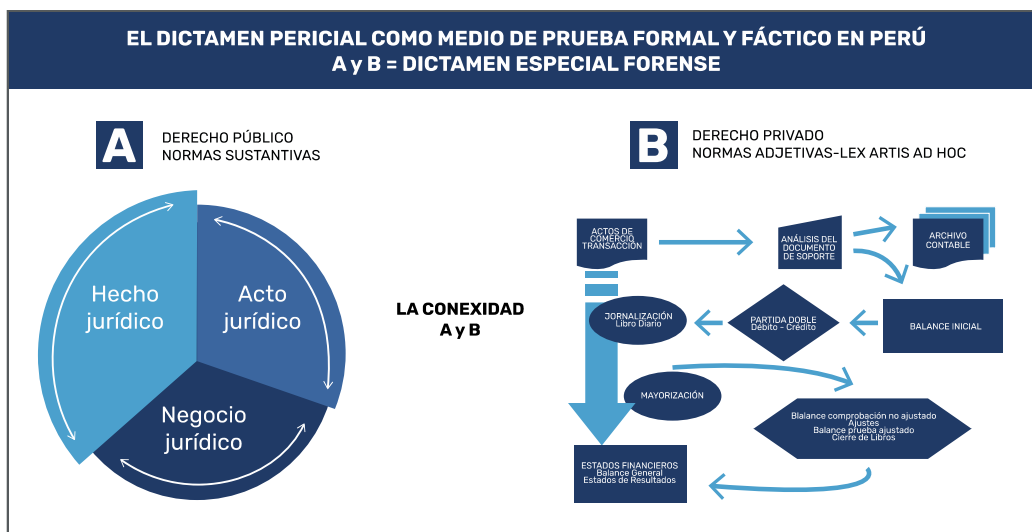 EL DICTAMEN PERICIAL COMO MEDIO DE PRUEBA FORMAL Y FÁCTICO EN PERÚ
A y B = DICTAMEN ESPECIAL FORENSE
A
DERECHO PÚBLICO
NORMAS SUSTANTIVAS
Hecho
jurídico
Acto
jurídico
Negocio
jurídico
LA CONEXIDAD
A y B
B
DERECHO PRIVADO
NORMAS ADJETIVAS-LEX ARTIS AD HOC
ACTOS DE
COMERCIO
TRANSACCIÓN
ANÁLISIS DEL
DOCUMENTO
DE SOPORTE
ARCHIVO
CONTABLE
JORNALIZACIÓN
Libro Diario
PARTIDA DOBLE
Débito - Crédito
BALANCE INICIAL
MAYORIZACIÓN
Blalance comprobación no ajustado
Ajustes
Balance prueba ajustado
Cierre de Libros
ESTADOS FINANCIEROS
Balance General
Estados de Resultados